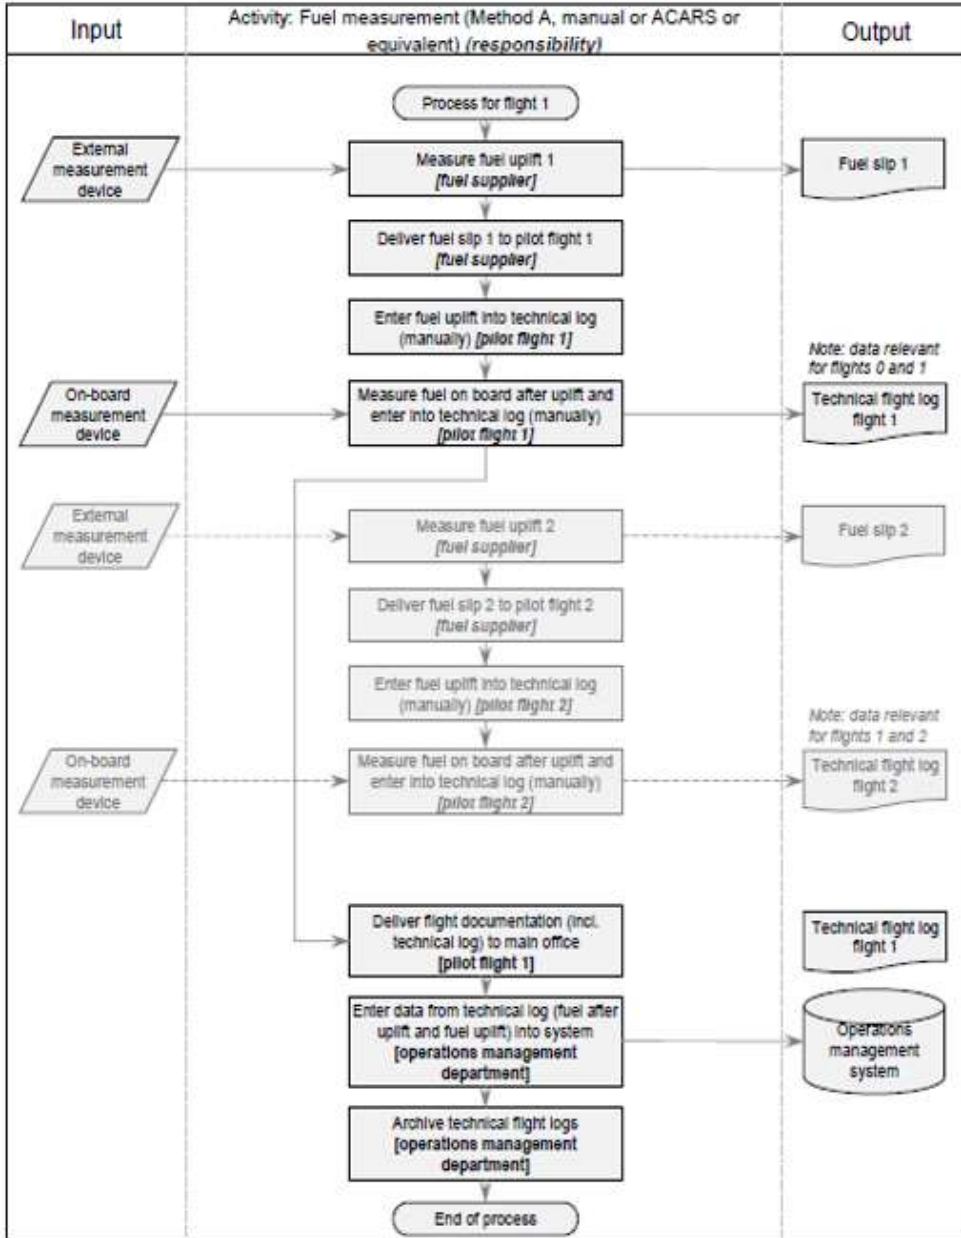 Input
Activity: Fuel measurement (Method A, manual or ACARS or
equivalent) (responsibility)
Output
Process for flight 1
External
measurement
device
Measure fuel uplift 1
[fuel supplier]
Fuel slip 1
Deliver fuel slip 1 to pilot flight 1
[fuel supplier]
Enter fuel uplift into technical log
(manually) [pilot flight 1]
Note: data relevant
for flights 0 and 1
On-board
measurement
device
Measure fuel on board after uplift and
enter into technical log (manually)
[pilot flight 1]
Technical flight log
flight 1
External
measurement
device
Measure fuel uplift 2
[fuel supplier]
Fuel slip 2
Deliver fuel slip 2 to pilot flight 2
[fuel supplier]
Enter fuel uplift into technical log
(manually) [pilot flight 2]
Note: data relevant
for flights 1 and 2
On-board
measurement
device
Measure fuel on board after uplift and
enter into technical log (manually)
[pilot flight 2]
Technical flight log
flight 2
Deliver flight documentation (incl.
technical log) to main office
[pilot flight 1]
Technical flight log
flight 1
Enter data from technical log (fuel after
uplift and fuel uplift) into system
[operations management
department]
Operations
management
system
Archive technical flight logs
[operations management
department]
End of process